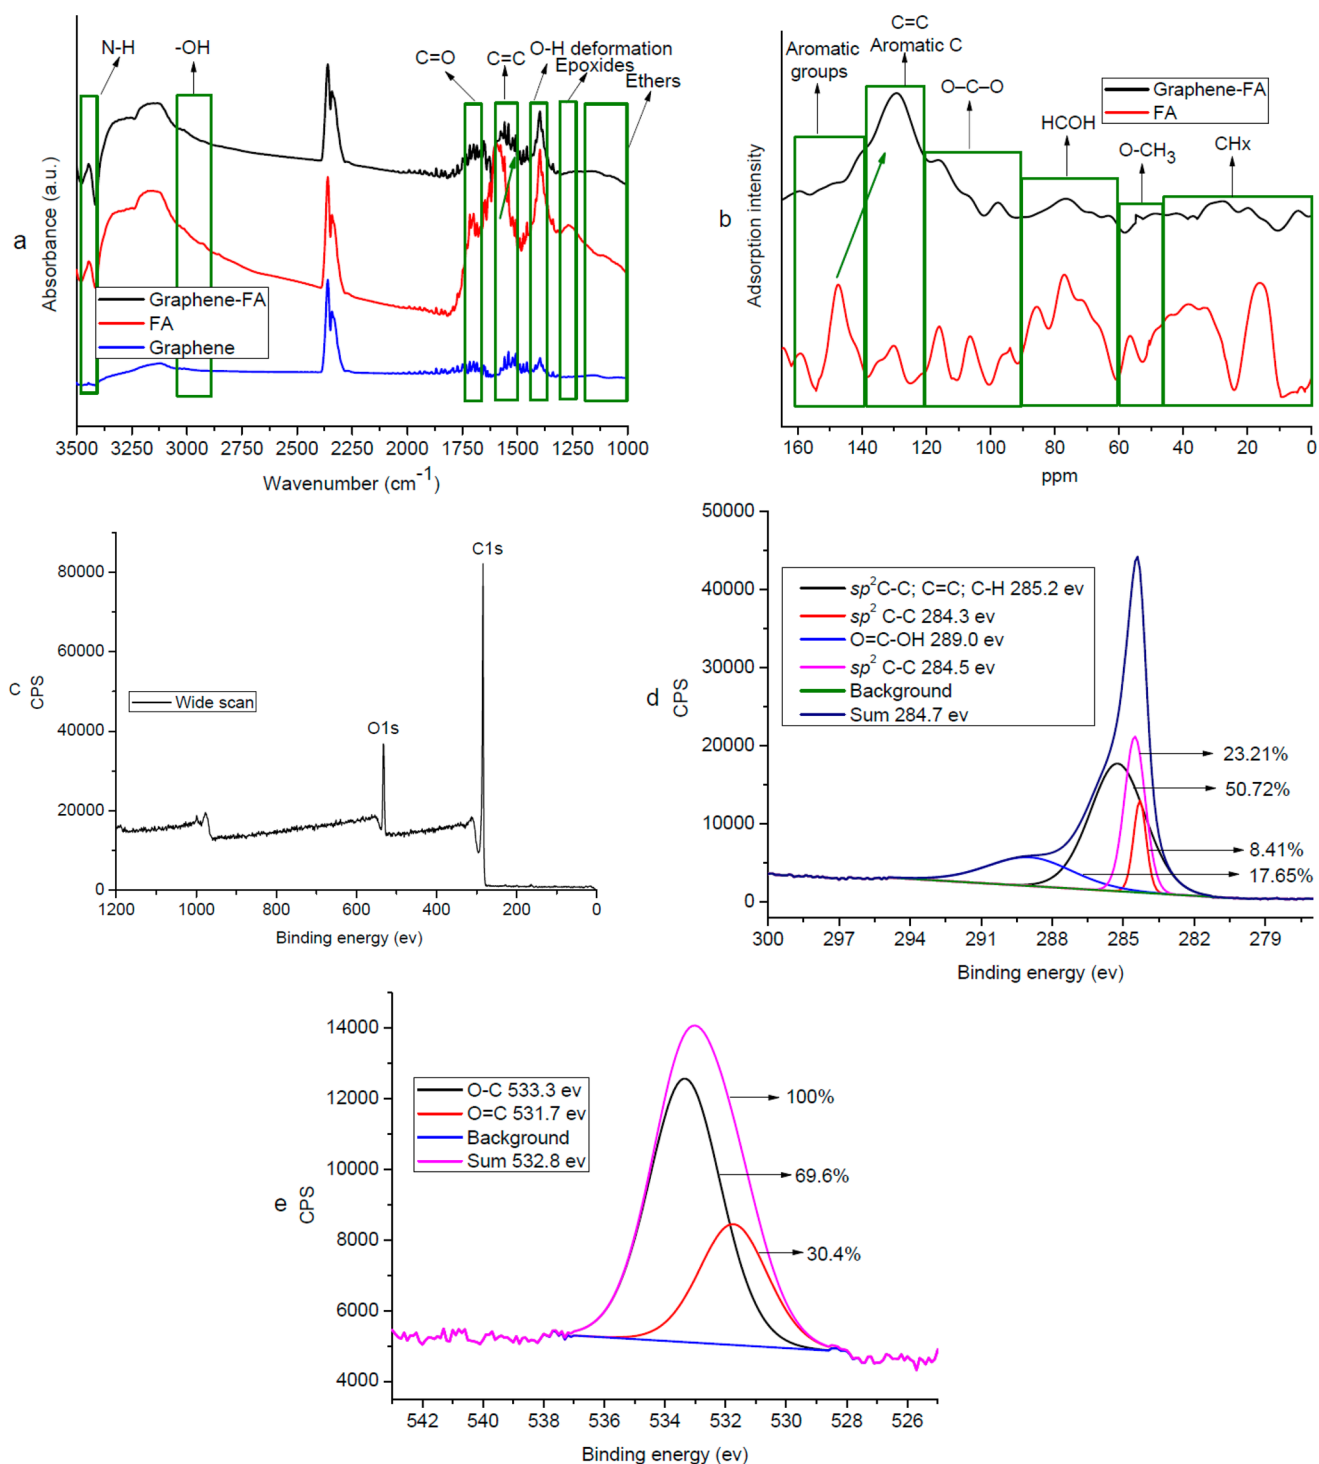 N-H
-OH
C=O
C=C
O-H deformation
Epoxides
Ethers
Absorbance (a.u.)
a
Graphene-FA
FA
Graphene
3500 3250 3000 2750 2500 2250 2000 1750 1500 1250 1000
Wavenumber (cm-1)
C=C
Aromatic C
Aromatic
groups
O–C–O
HCOH
O-CH3
CHx
Graphene-FA
FA
Adsorption intensity
b
160 140 120 100 80 60 40 20 0
ppm
C1s
O1s
80000
60000
40000
20000
0
c
CPS
Wide scan
1200 1000 800 600 400 200 0
Binding energy (ev)
50000
40000
30000
20000
10000
0
d
CPS
sp2C-C; C=C; C-H 285.2 ev
sp2 C-C 284.3 ev
O=C-OH 289.0 ev
sp2 C-C 284.5 ev
Background
Sum 284.7 ev
23.21%
50.72%
8.41%
17.65%
300 297 294 291 288 285 282 279
Binding energy (ev)
14000
12000
10000
8000
6000
4000
e
CPS
O-C 533.3 ev
O=C 531.7 ev
Background
Sum 532.8 ev
100%
69.6%
30.4%
542 540 538 536 534 532 530 528 526
Binding energy (ev)